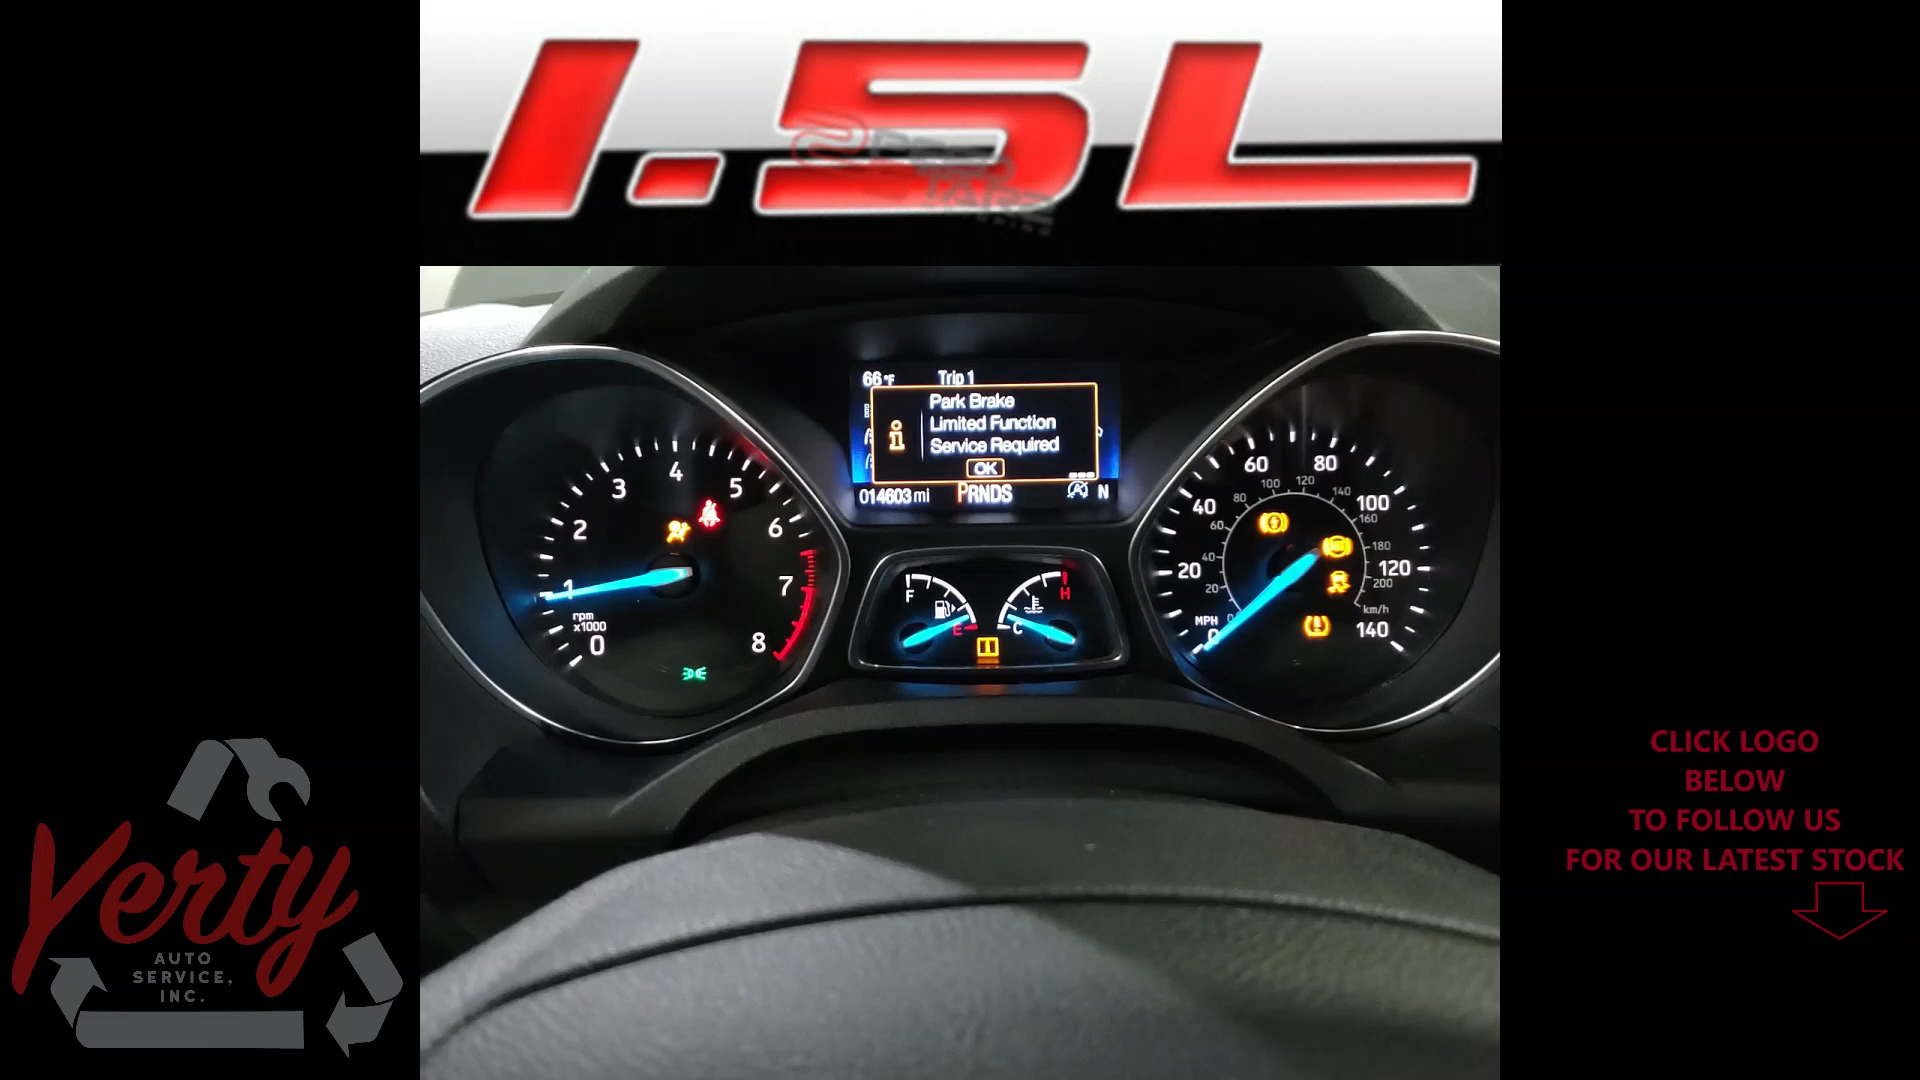 1.5L
66°F Trip 1
Park Brake
Limited Function
Service Required
OK
014603 mi PRNDS N
0 1 2 3 4 5 6 7 8
rpm
x1000
F E
C H
0 20 40 60 80 100 120 140
MPH
20 40 60 80 100 120 140 160 180 200
km/h
Yerty
AUTO
SERVICE,
INC.
CLICK LOGO
BELOW
TO FOLLOW US
FOR OUR LATEST STOCK